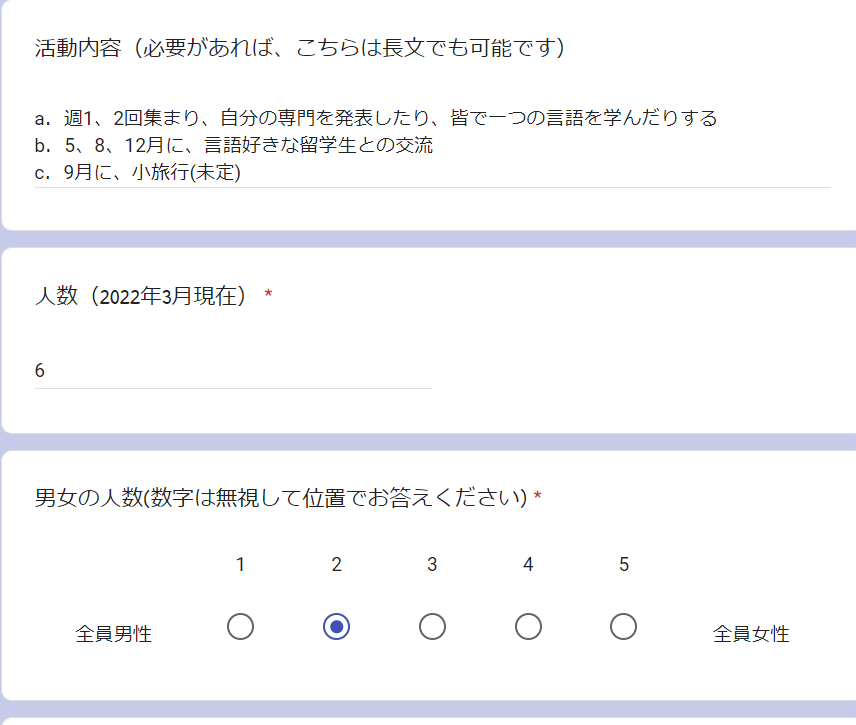 活動内容（必要があれば、こちらは長文でも可能です）
a．週1、2回集まり、自分の専門を発表したり、皆で一つの言語を学んだりする
b．5、8、12月に、言語好きな留学生との交流
c．9月に、小旅行(未定)
人数（2022年3月現在） *
6
男女の人数(数字は無視して位置でお答えください) *
1 2 3 4 5
全員男性 全員女性